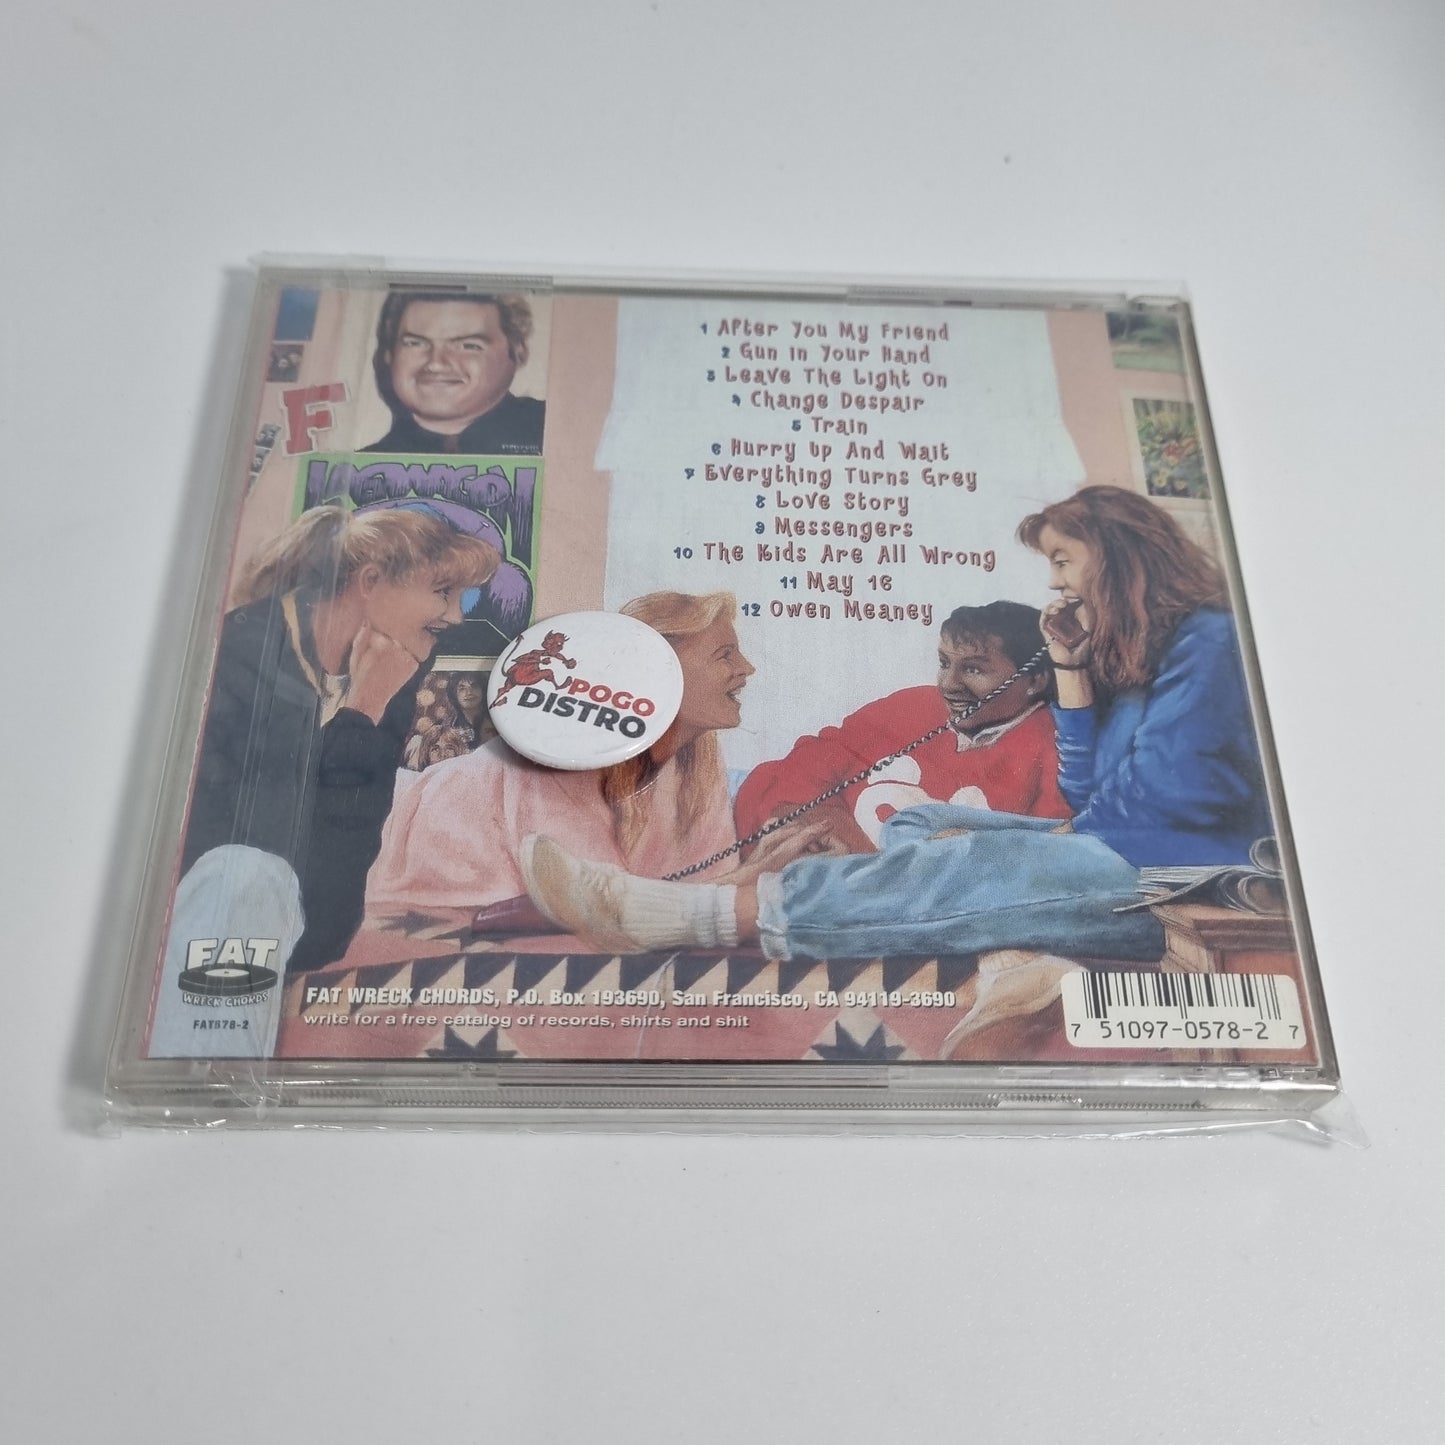 1 After You My Friend
2 Gun in Your Hand
3 Leave The Light On
4 Change Despair
5 Train
6 Hurry Up And Wait
7 Everything Turns Grey
8 Love Story
9 Messengers
10 The Kids Are All Wrong
11 May 16
12 Owen Meaney
F
POGO
DISTRO
FAT
WRECK CHORDS
FAT578-2
FAT WRECK CHORDS, P.O. Box 193690, San Francisco, CA 94119-3690
write for a free catalog of records, shirts and shit
7 51097-0578-2 7